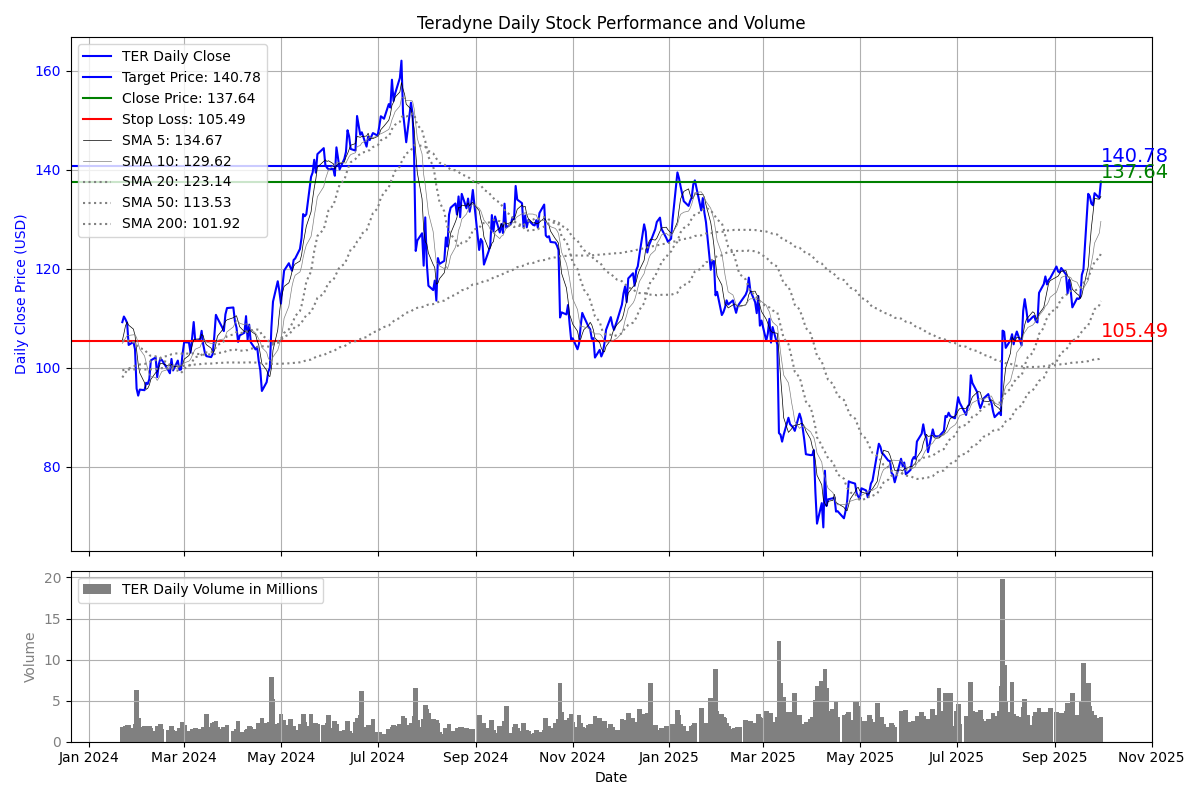 Teradyne Daily Stock Performance and Volume
TER Daily Close
Target Price: 140.78
Close Price: 137.64
Stop Loss: 105.49
SMA 5: 134.67
SMA 10: 129.62
SMA 20: 123.14
SMA 50: 113.53
SMA 200: 101.92
160
140
120
100
80
Daily Close Price (USD)
140.78
137.64
105.49
TER Daily Volume in Millions
20
15
10
5
0
Volume
Jan 2024 Mar 2024 May 2024 Jul 2024 Sep 2024 Nov 2024 Jan 2025 Mar 2025 May 2025 Jul 2025 Sep 2025 Nov 2025
Date